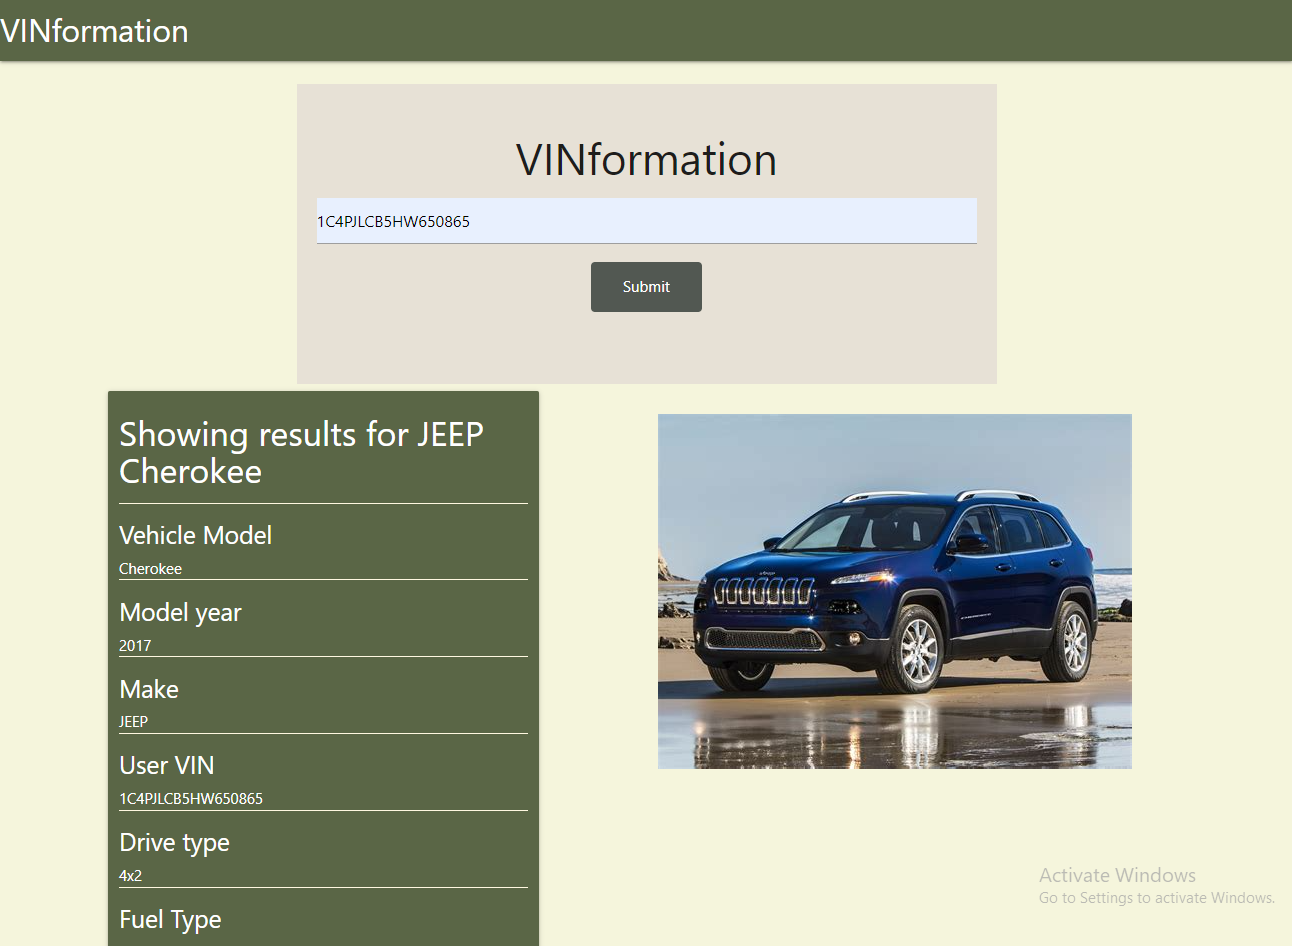 VINformation
VINformation
1C4PJLCB5HW650865
Submit
Showing results for JEEP
Cherokee
Vehicle Model
Cherokee
Model year
2017
Make
JEEP
User VIN
1C4PJLCB5HW650865
Drive type
4x2
Fuel Type
Activate Windows
Go to Settings to activate Windows.